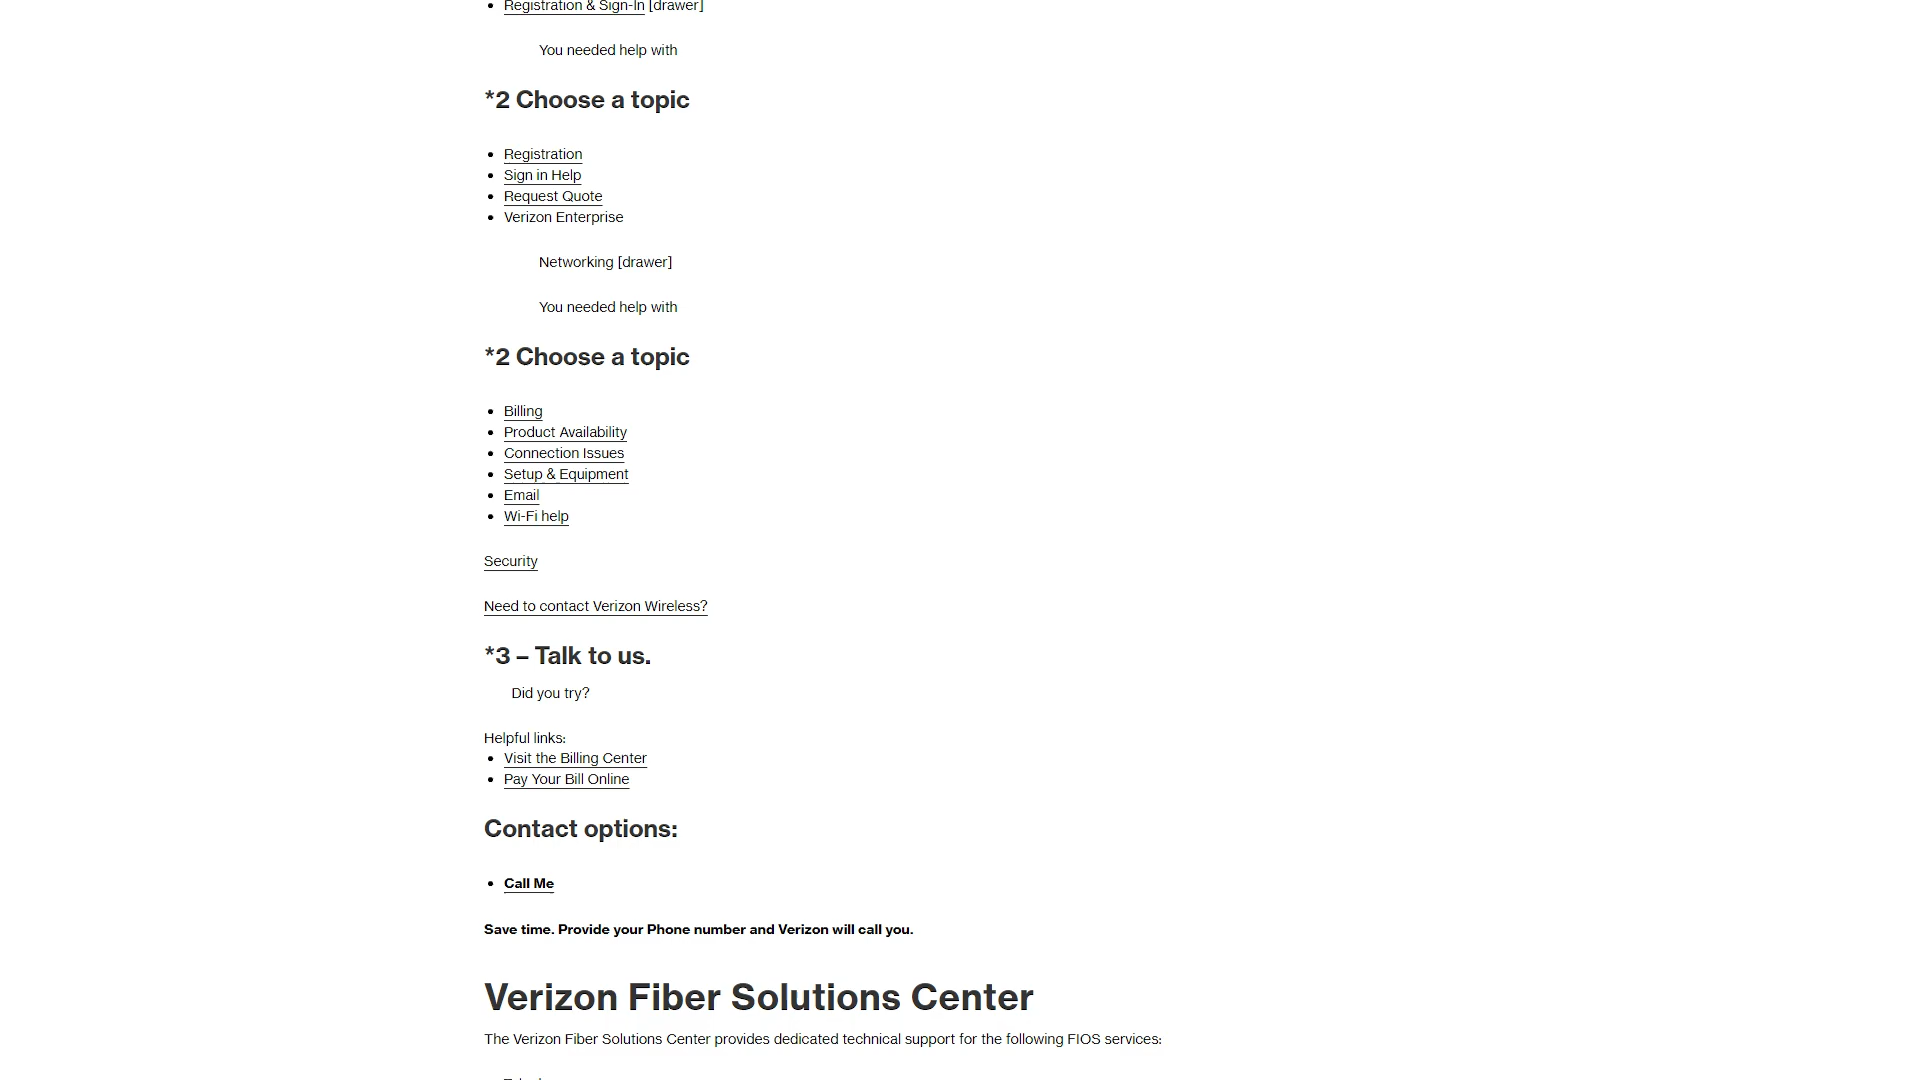 Registration & Sign-In [drawer]
You needed help with
*2 Choose a topic
Registration
Sign in Help
Request Quote
Verizon Enterprise
Networking [drawer]
You needed help with
*2 Choose a topic
Billing
Product Availability
Connection Issues
Setup & Equipment
Email
Wi-Fi help
Security
Need to contact Verizon Wireless?
*3 – Talk to us.
Did you try?
Helpful links:
Visit the Billing Center
Pay Your Bill Online
Contact options:
Call Me
Save time. Provide your Phone number and Verizon will call you.
Verizon Fiber Solutions Center
The Verizon Fiber Solutions Center provides dedicated technical support for the following FIOS services: